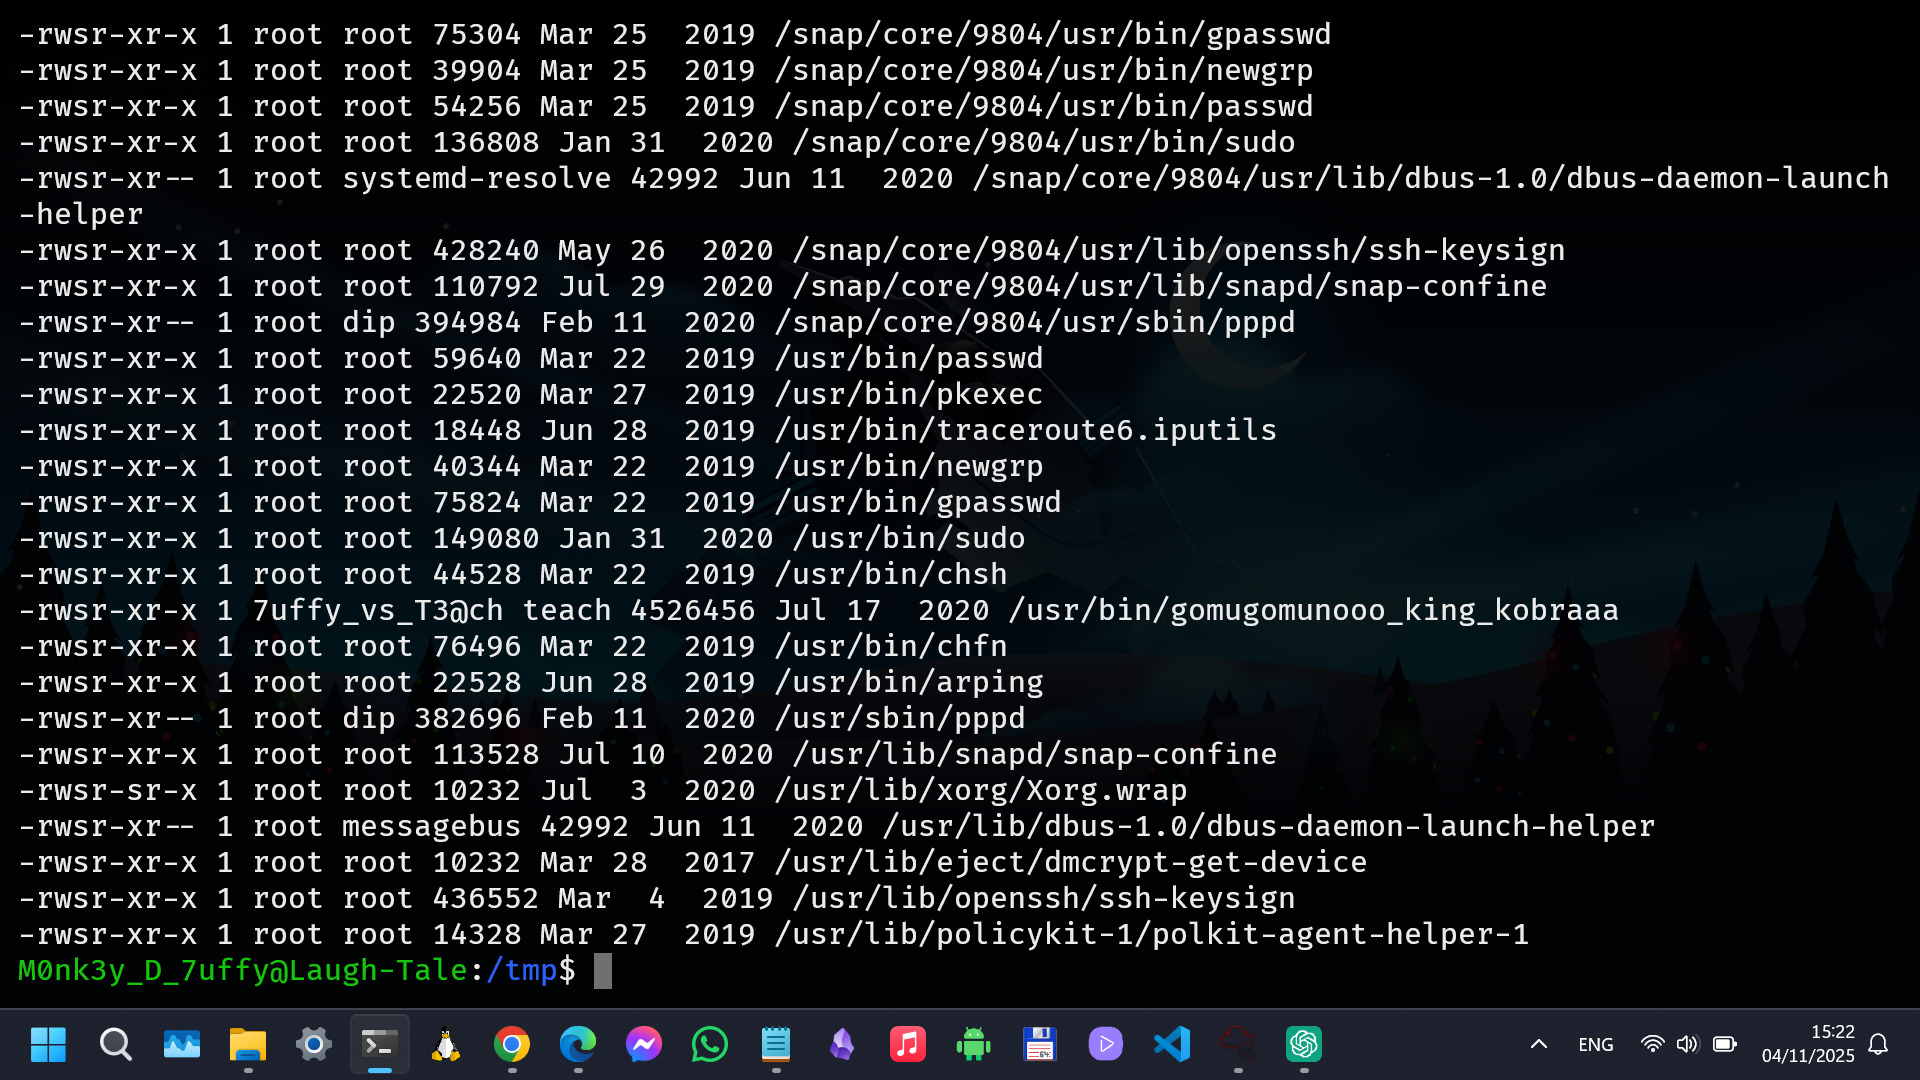 -rwsr-xr-x 1 root root 75304 Mar 25  2019 /snap/core/9804/usr/bin/gpasswd
-rwsr-xr-x 1 root root 39904 Mar 25  2019 /snap/core/9804/usr/bin/newgrp
-rwsr-xr-x 1 root root 54256 Mar 25  2019 /snap/core/9804/usr/bin/passwd
-rwsr-xr-x 1 root root 136808 Jan 31  2020 /snap/core/9804/usr/bin/sudo
-rwsr-xr-- 1 root systemd-resolve 42992 Jun 11  2020 /snap/core/9804/usr/lib/dbus-1.0/dbus-daemon-launch
-helper
-rwsr-xr-x 1 root root 428240 May 26  2020 /snap/core/9804/usr/lib/openssh/ssh-keysign
-rwsr-xr-x 1 root root 110792 Jul 29  2020 /snap/core/9804/usr/lib/snapd/snap-confine
-rwsr-xr-- 1 root dip 394984 Feb 11  2020 /snap/core/9804/usr/sbin/pppd
-rwsr-xr-x 1 root root 59640 Mar 22  2019 /usr/bin/passwd
-rwsr-xr-x 1 root root 22520 Mar 27  2019 /usr/bin/pkexec
-rwsr-xr-x 1 root root 18448 Jun 28  2019 /usr/bin/traceroute6.iputils
-rwsr-xr-x 1 root root 40344 Mar 22  2019 /usr/bin/newgrp
-rwsr-xr-x 1 root root 75824 Mar 22  2019 /usr/bin/gpasswd
-rwsr-xr-x 1 root root 149080 Jan 31  2020 /usr/bin/sudo
-rwsr-xr-x 1 root root 44528 Mar 22  2019 /usr/bin/chsh
-rwsr-xr-x 1 7uffy_vs_T3@ch teach 4526456 Jul 17  2020 /usr/bin/gomugomunooo_king_kobraaa
-rwsr-xr-x 1 root root 76496 Mar 22  2019 /usr/bin/chfn
-rwsr-xr-x 1 root root 22528 Jun 28  2019 /usr/bin/arping
-rwsr-xr-- 1 root dip 382696 Feb 11  2020 /usr/sbin/pppd
-rwsr-xr-x 1 root root 113528 Jul 10  2020 /usr/lib/snapd/snap-confine
-rwsr-sr-x 1 root root 10232 Jul  3  2020 /usr/lib/xorg/Xorg.wrap
-rwsr-xr-- 1 root messagebus 42992 Jun 11  2020 /usr/lib/dbus-1.0/dbus-daemon-launch-helper
-rwsr-xr-x 1 root root 10232 Mar 28  2017 /usr/lib/eject/dmcrypt-get-device
-rwsr-xr-x 1 root root 436552 Mar  4  2019 /usr/lib/openssh/ssh-keysign
-rwsr-xr-x 1 root root 14328 Mar 27  2019 /usr/lib/policykit-1/polkit-agent-helper-1
M0nk3y_D_7uffy@Laugh-Tale:/tmp$
64
ENG
15:22
04/11/2025